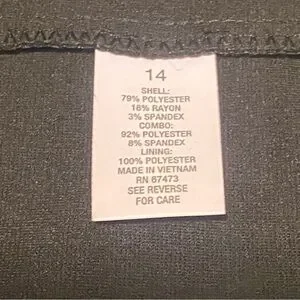 14
SHELL:
79% POLYESTER
18% RAYON
3% SPANDEX
COMBO:
92% POLYESTER
8% SPANDEX
LINING:
100% POLYESTER
MADE IN VIETNAM
RN 67473
SEE REVERSE
FOR CARE